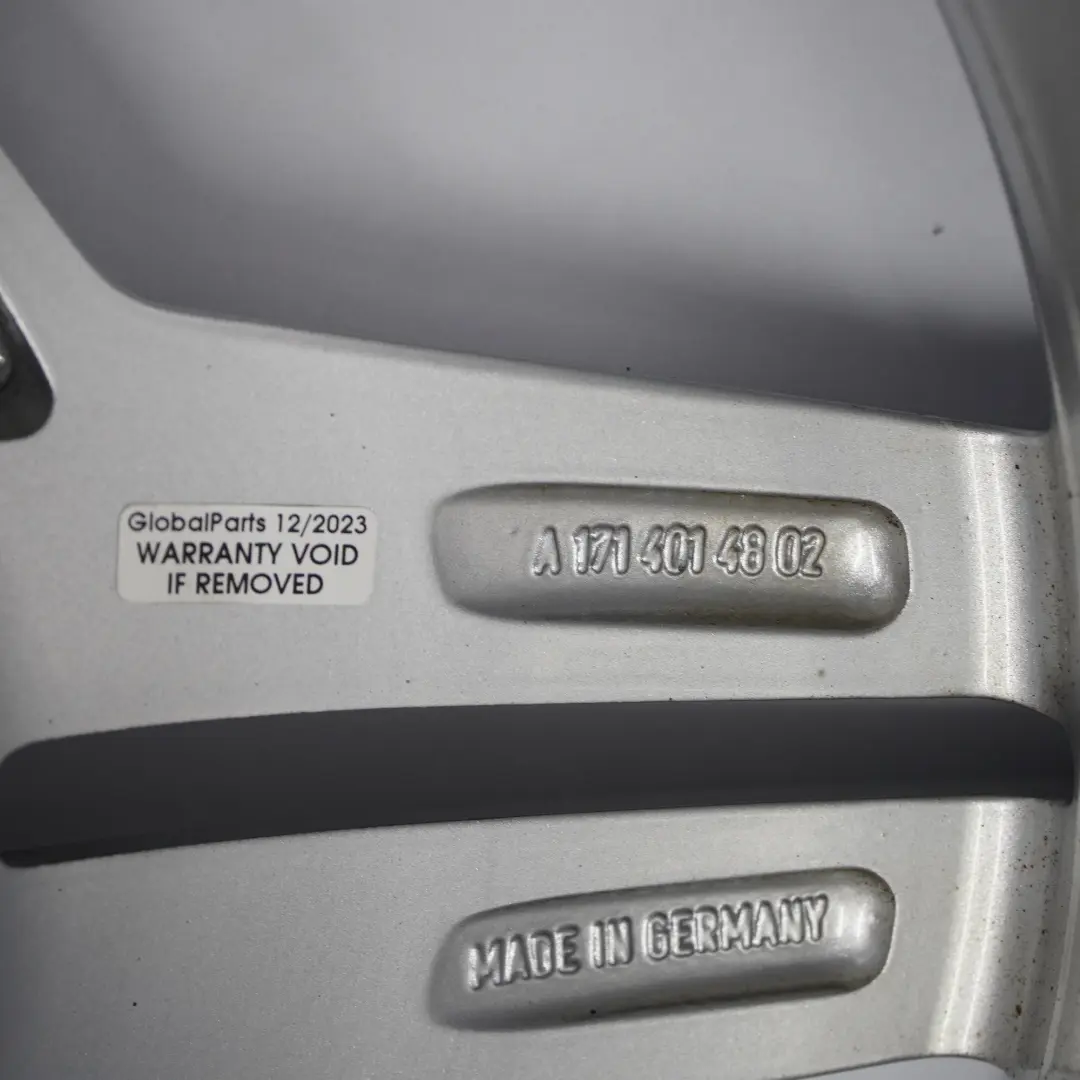 GlobalParts 12/2023
WARRANTY VOID
IF REMOVED
A 171 401 48 02
MADE IN GERMANY